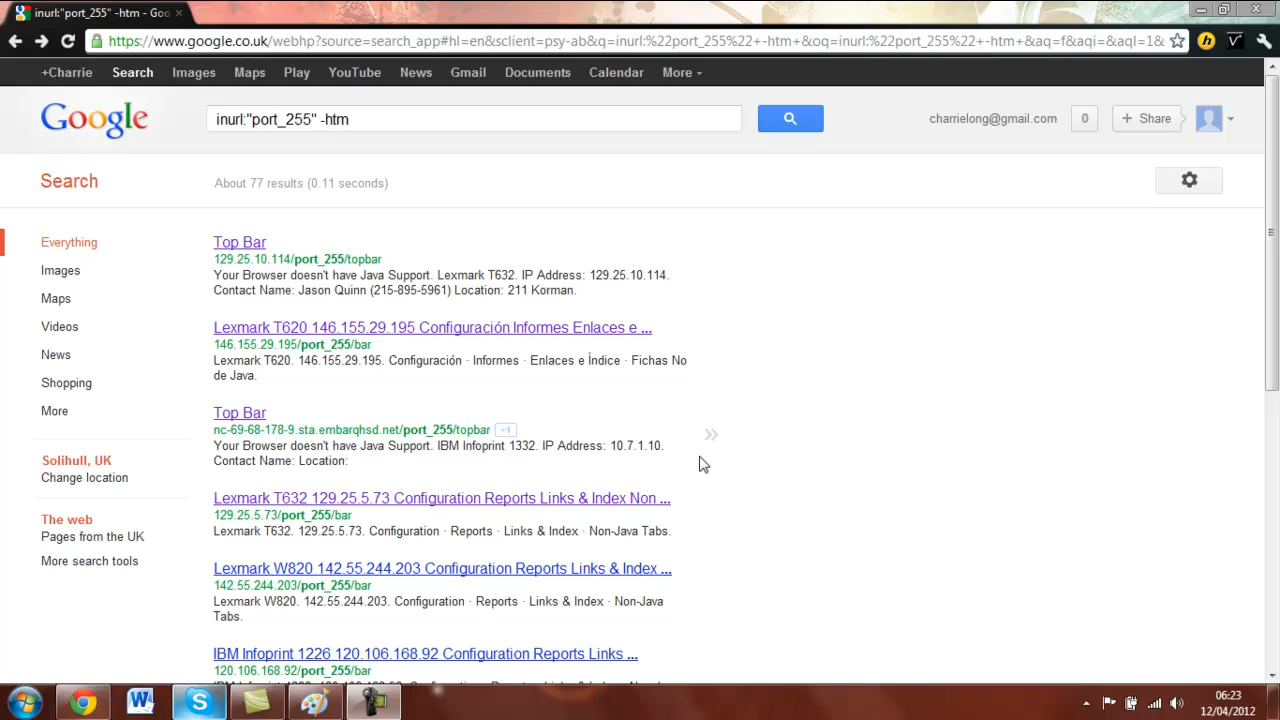 inurl:"port_255" -htm - Goo
https://www.google.co.uk/webhp?source=search_app#hl=en&sclient=psy-ab&q=inurl:%22port_255%22+-htm+&oq=inurl:%22port_255%22+-htm+&aq=f&aqi=&aql=1&
+Charrie Search Images Maps Play YouTube News Gmail Documents Calendar More
Google inurl:"port_255" -htm charrielong@gmail.com 0 + Share
Search About 77 results (0.11 seconds)
Everything
Images
Maps
Videos
News
Shopping
More
Solihull, UK
Change location
The web
Pages from the UK
More search tools
Top Bar
129.25.10.114/port_255/topbar
Your Browser doesn't have Java Support. Lexmark T632. IP Address: 129.25.10.114.
Contact Name: Jason Quinn (215-895-5961) Location: 211 Korman.
Lexmark T620 146.155.29.195 Configuración Informes Enlaces e ...
146.155.29.195/port_255/bar
Lexmark T620. 146.155.29.195. Configuración · Informes · Enlaces e Índice · Fichas No
de Java.
Top Bar
nc-69-68-178-9.sta.embarqhsd.net/port_255/topbar +1
Your Browser doesn't have Java Support. IBM Infoprint 1332. IP Address: 10.7.1.10.
Contact Name: Location:
Lexmark T632 129.25.5.73 Configuration Reports Links & Index Non ...
129.25.5.73/port_255/bar
Lexmark T632. 129.25.5.73. Configuration · Reports · Links & Index · Non-Java Tabs.
Lexmark W820 142.55.244.203 Configuration Reports Links & Index ...
142.55.244.203/port_255/bar
Lexmark W820. 142.55.244.203. Configuration · Reports · Links & Index · Non-Java
Tabs.
IBM Infoprint 1226 120.106.168.92 Configuration Reports Links ...
120.106.168.92/port_255/bar
06:23
12/04/2012